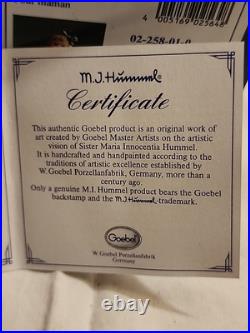 4 005169 025848
02-258-01-0
M.J.Hummel®
Certificate
This authentic Goebel product is an original work of
art created by Goebel Master Artists on the artistic
vision of Sister Maria Innocentia Hummel.
It is handcrafted and handpainted according to the
traditions of artistic excellence established by
W. Goebel Porzellanfabrik, Germany, more than a
century ago.
Only a genuine M.I. Hummel product bears the Goebel
backstamp and the M.J.Hummel trademark.
Goebel
W. Goebel Porzellanfabrik
Germany